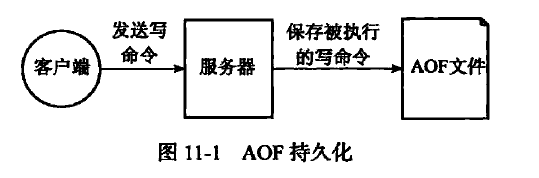 客户端
发送写
命令
服务器
保存被执行
的写命令
AOF文件
图 11-1 AOF 持久化